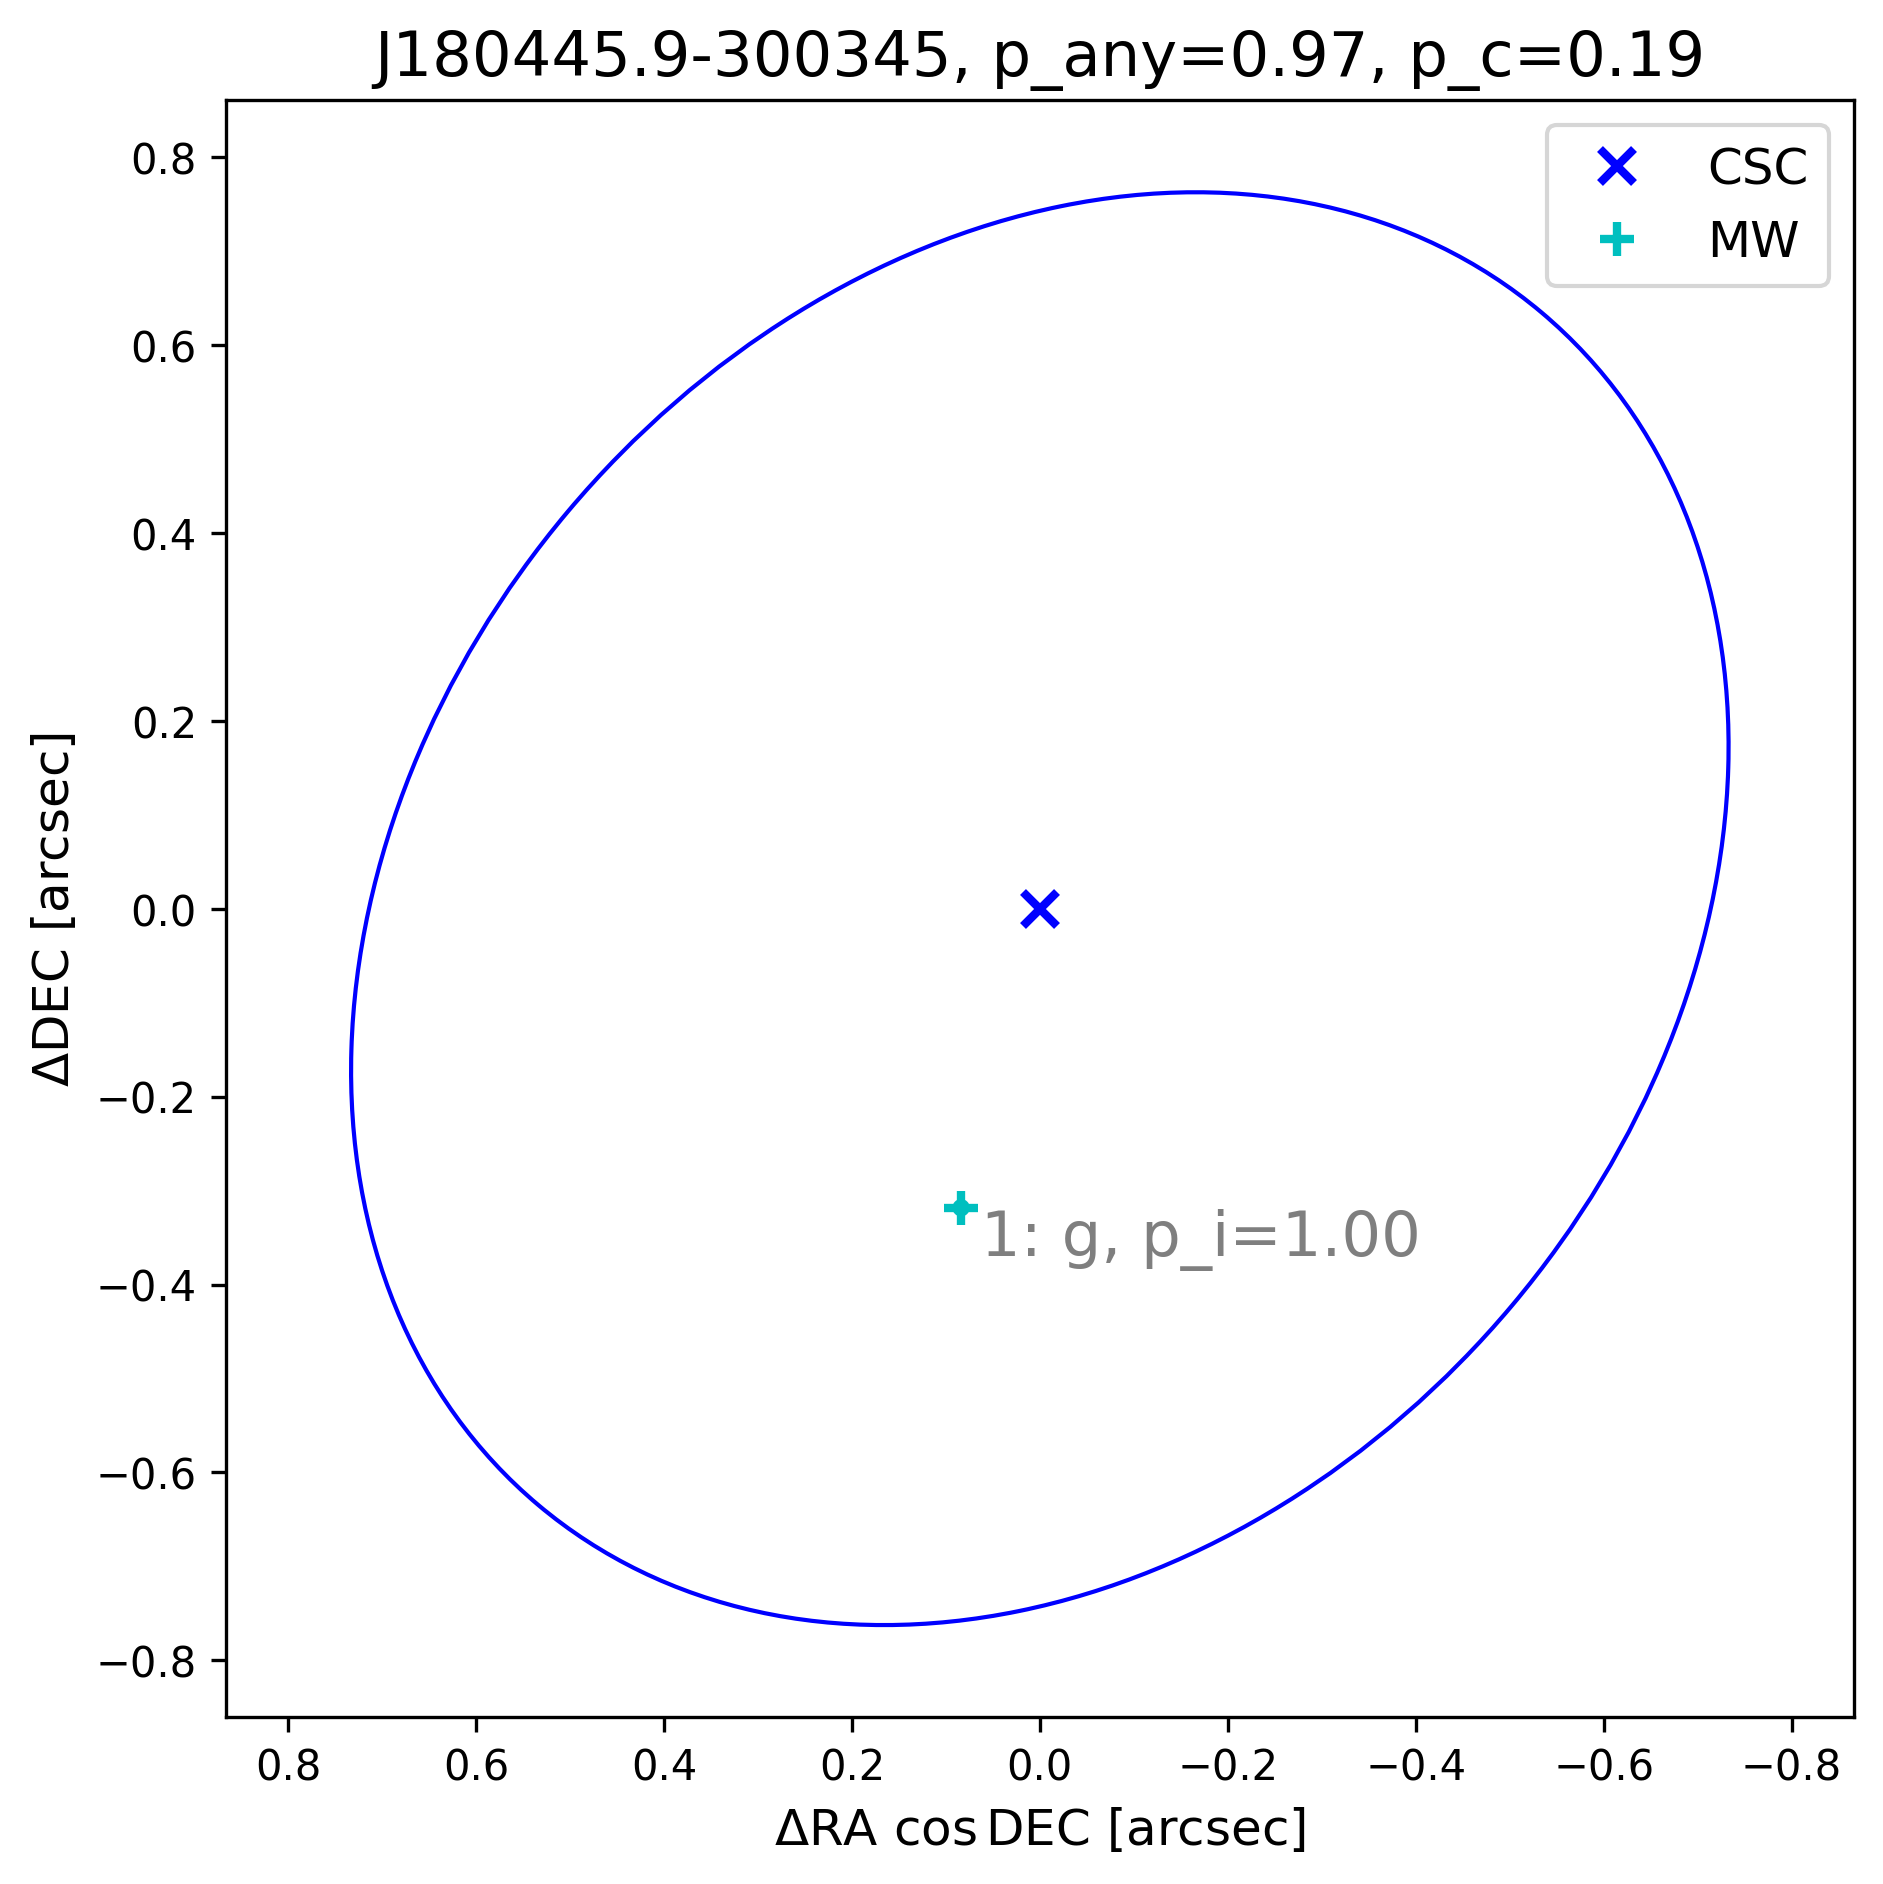 J180445.9-300345, p_any=0.97, p_c=0.19
CSC
MW
0.8
0.6
0.4
0.2
0.0
−0.2
−0.4
−0.6
−0.8
ΔDEC [arcsec]
1: g, p_i=1.00
0.8 0.6 0.4 0.2 0.0 −0.2 −0.4 −0.6 −0.8
ΔRA cos DEC [arcsec]